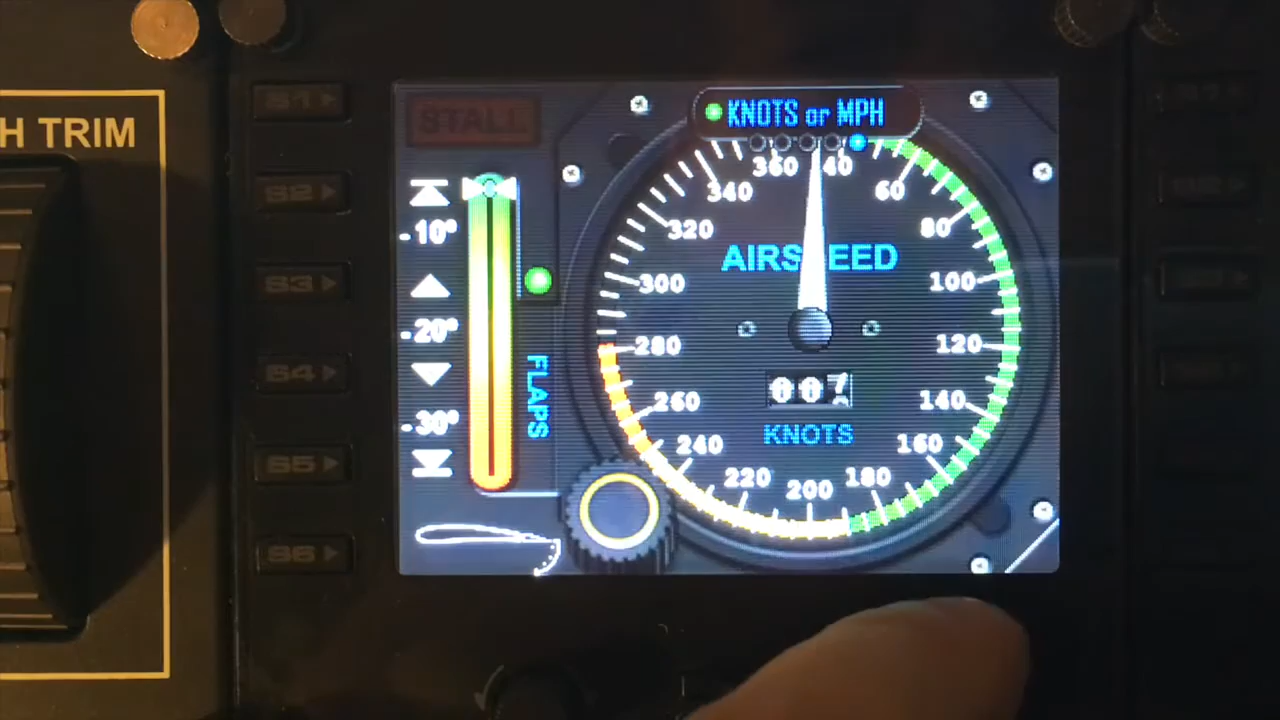 H TRIM
S1
S2
S3
S4
S5
S6
STALL
-10°
-20°
-30°
FLAPS
KNOTS or MPH
40
60
80
100
120
140
160
180
200
220
240
260
280
300
320
340
360
AIRSPEED
007
KNOTS